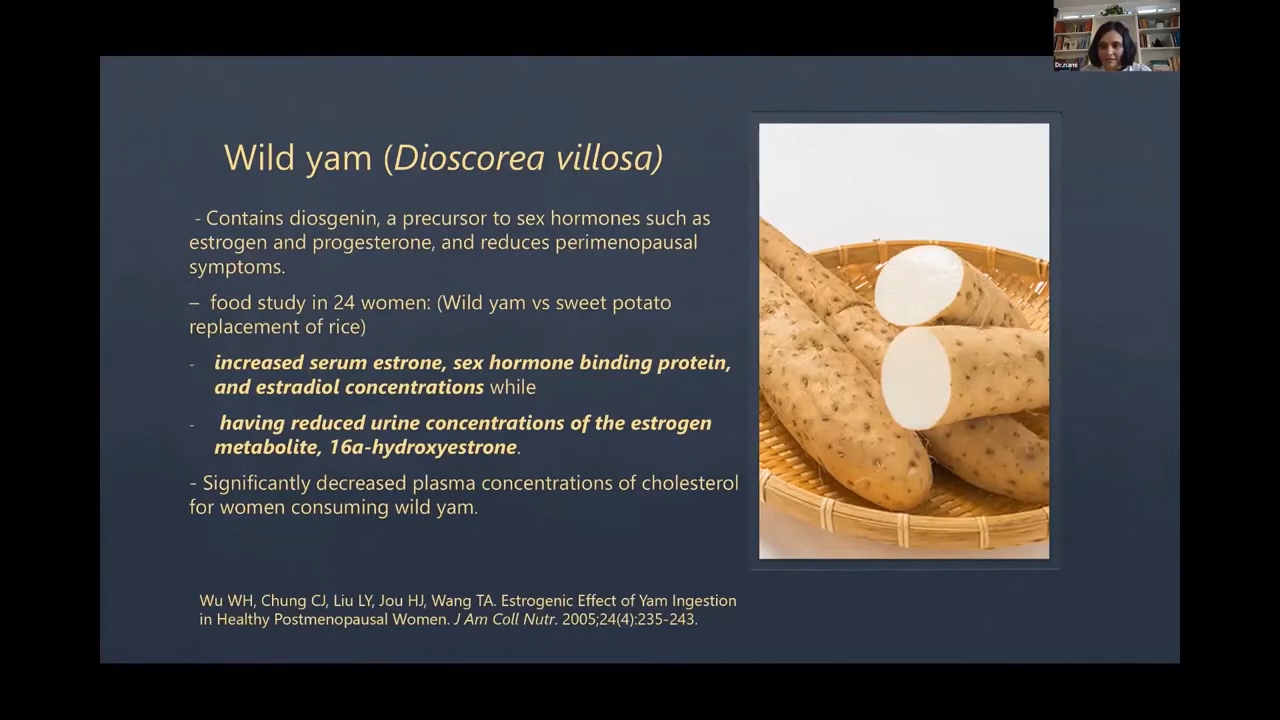 Dr.nami
Wild yam (Dioscorea villosa)
- Contains diosgenin, a precursor to sex hormones such as
estrogen and progesterone, and reduces perimenopausal
symptoms.
– food study in 24 women: (Wild yam vs sweet potato
replacement of rice)
- increased serum estrone, sex hormone binding protein,
and estradiol concentrations while
- having reduced urine concentrations of the estrogen
metabolite, 16a-hydroxyestrone.
- Significantly decreased plasma concentrations of cholesterol
for women consuming wild yam.
Wu WH, Chung CJ, Liu LY, Jou HJ, Wang TA. Estrogenic Effect of Yam Ingestion
in Healthy Postmenopausal Women. J Am Coll Nutr. 2005;24(4):235-243.